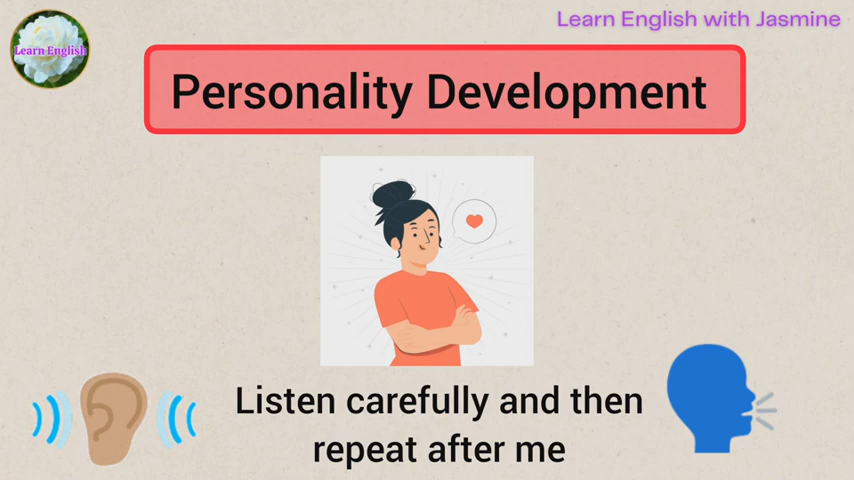 Learn English with Jasmine
Learn English
Personality Development
Listen carefully and then
repeat after me